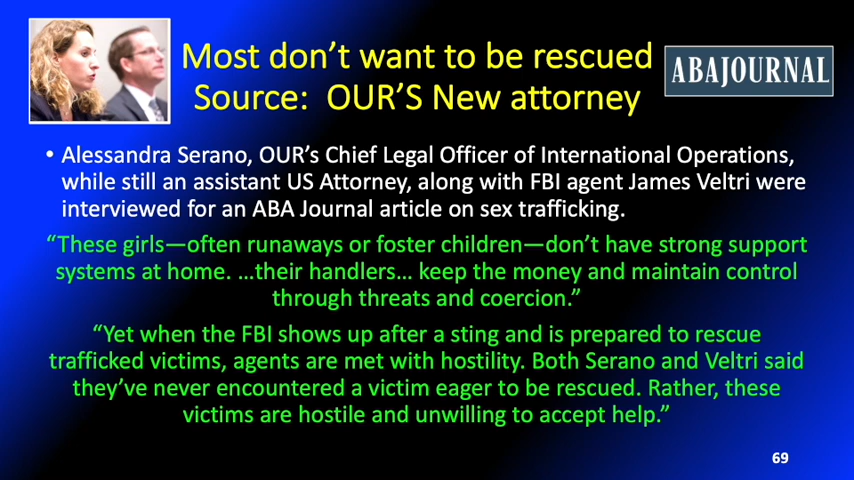 Most don’t want to be rescued
Source: OUR’S New attorney
ABAJOURNAL
• Alessandra Serano, OUR’s Chief Legal Officer of International Operations,
while still an assistant US Attorney, along with FBI agent James Veltri were
interviewed for an ABA Journal article on sex trafficking.
“These girls—often runaways or foster children—don’t have strong support
systems at home. …their handlers… keep the money and maintain control
through threats and coercion.”
“Yet when the FBI shows up after a sting and is prepared to rescue
trafficked victims, agents are met with hostility. Both Serano and Veltri said
they’ve never encountered a victim eager to be rescued. Rather, these
victims are hostile and unwilling to accept help.”
69